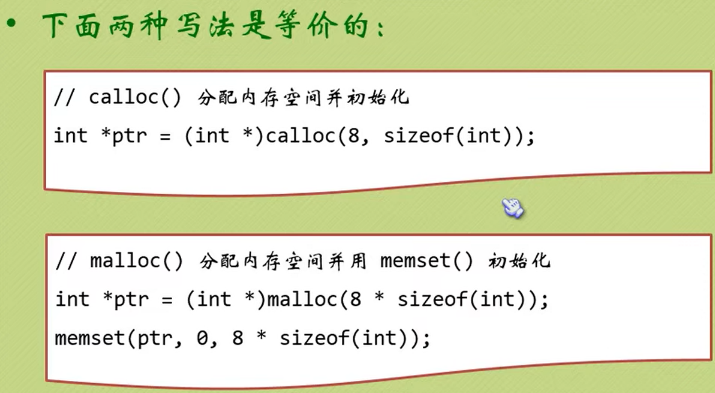 • 下面两种写法是等价的：
// calloc() 分配内存空间并初始化
int *ptr = (int *)calloc(8, sizeof(int));
// malloc() 分配内存空间并用 memset() 初始化
int *ptr = (int *)malloc(8 * sizeof(int));
memset(ptr, 0, 8 * sizeof(int));